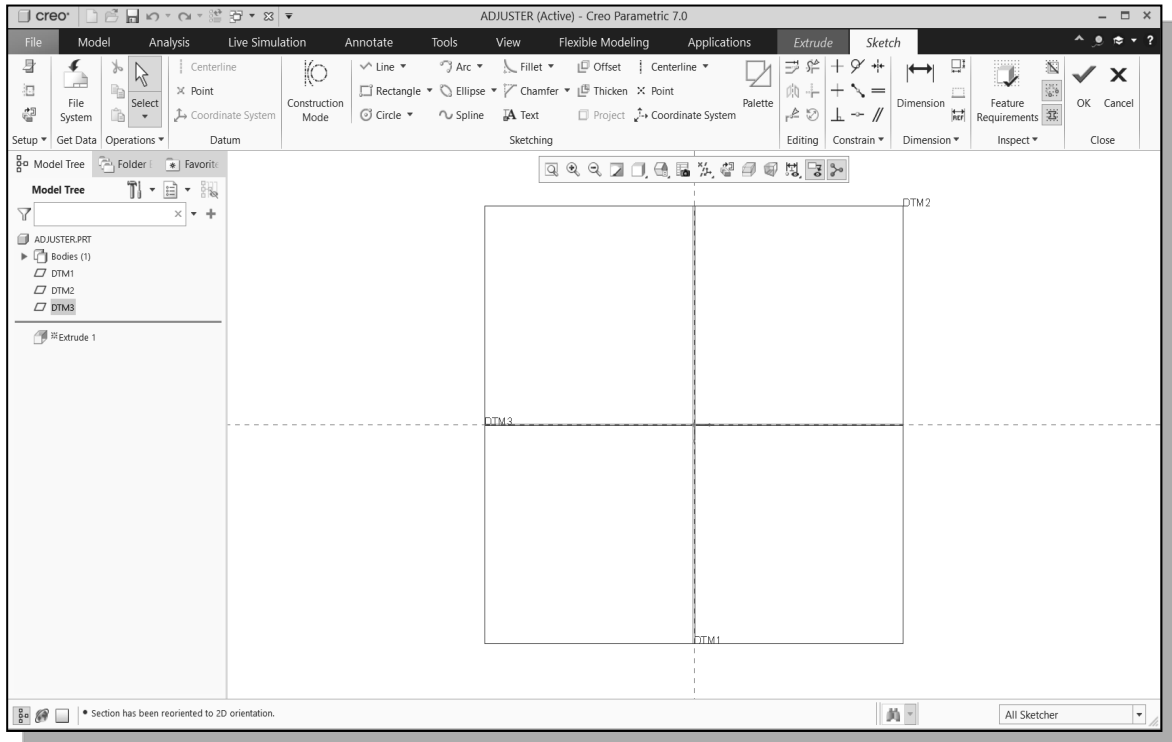 creo ADJUSTER (Active) - Creo Parametric 7.0
File Model Analysis Live Simulation Annotate Tools View Flexible Modeling Applications Extrude Sketch
Centerline Line Arc Fillet Offset Centerline
Point Rectangle Ellipse Chamfer Thicken Point
File System Select Coordinate System Construction Mode Circle Spline Text Project Coordinate System Palette Dimension Feature Requirements OK Cancel
Setup Get Data Operations Datum Sketching Editing Constrain Dimension Inspect Close
REF
Model Tree Folder Favorite
Model Tree
ADJUSTER.PRT
Bodies (1)
DTM1
DTM2
DTM3
Extrude 1
DTM2
DTM3
DTM1
Section has been reoriented to 2D orientation.
All Sketcher